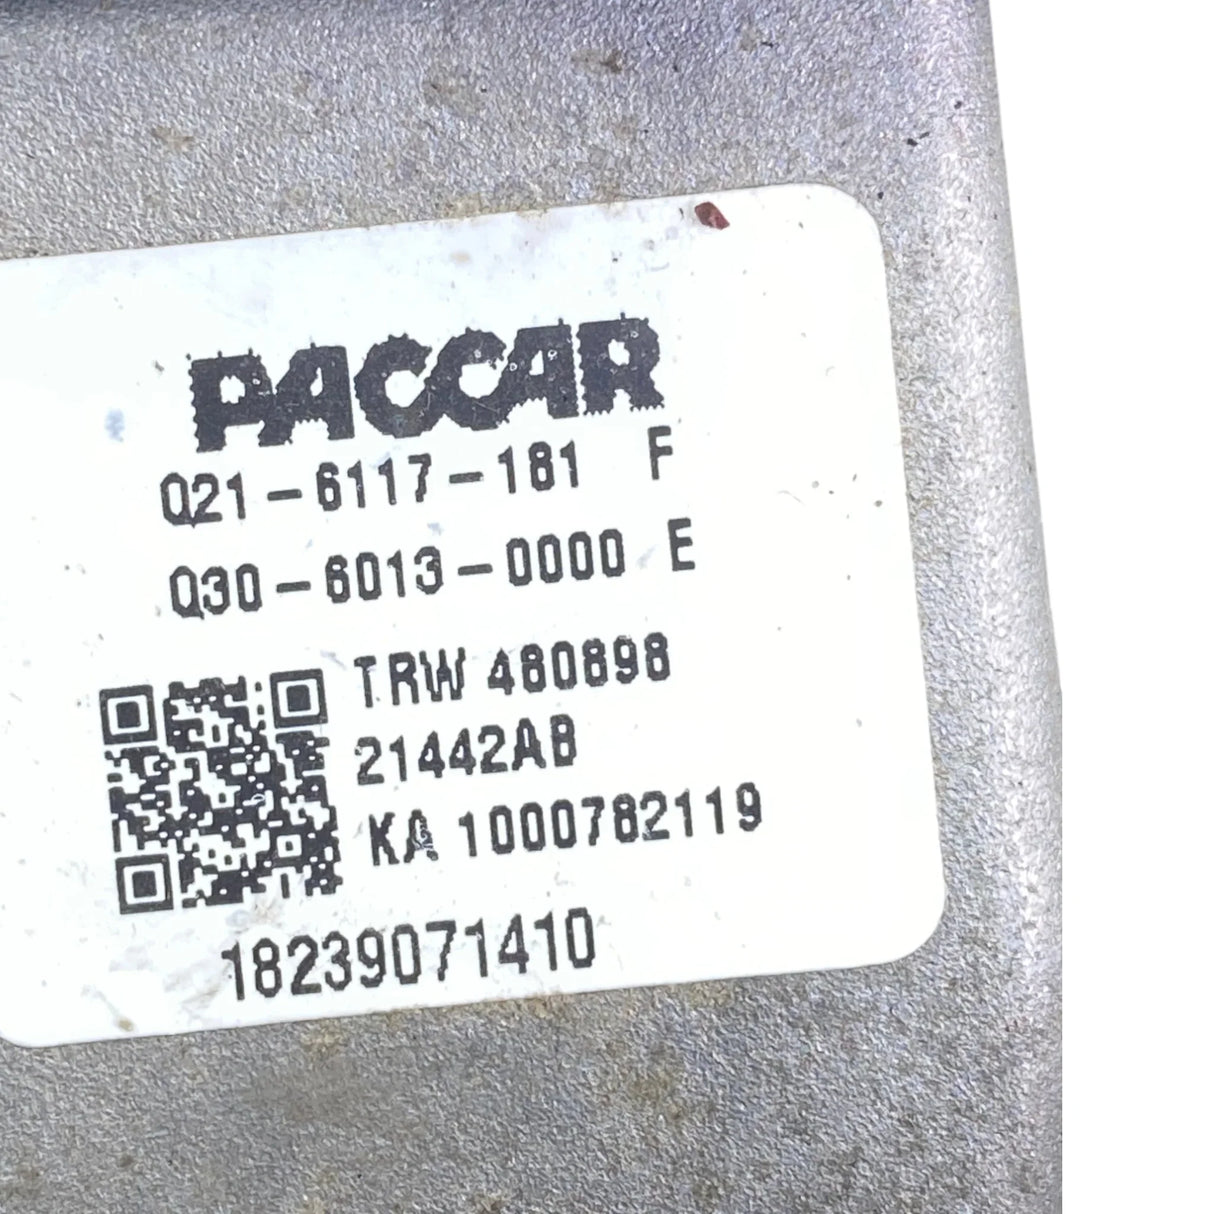 PACCAR
Q21-6117-181 F
Q30-6013-0000 E
TRW 480898
21442AB
KA 1000782119
18239071410